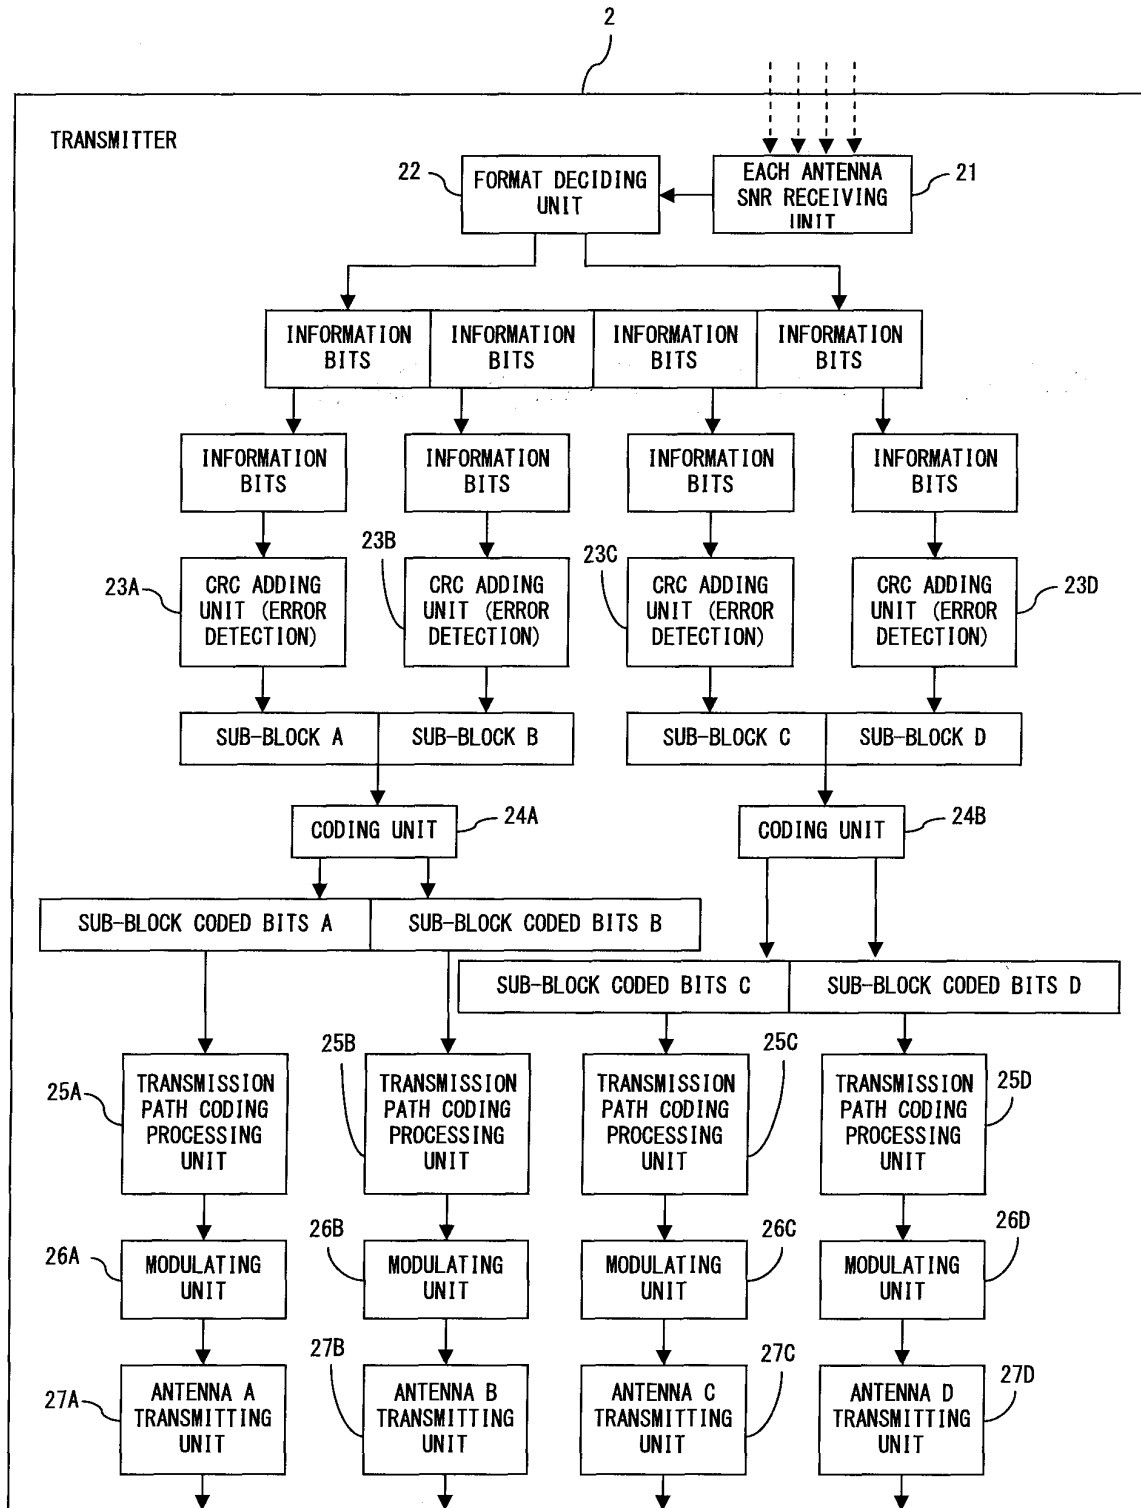 2
TRANSMITTER
22
FORMAT DECIDING
UNIT
EACH ANTENNA
SNR RECEIVING
UNIT
21
INFORMATION
BITS
INFORMATION
BITS
INFORMATION
BITS
INFORMATION
BITS
INFORMATION
BITS
INFORMATION
BITS
INFORMATION
BITS
INFORMATION
BITS
23A
CRC ADDING
UNIT (ERROR
DETECTION)
23B
CRC ADDING
UNIT (ERROR
DETECTION)
23C
CRC ADDING
UNIT (ERROR
DETECTION)
CRC ADDING
UNIT (ERROR
DETECTION)
23D
SUB-BLOCK A
SUB-BLOCK B
SUB-BLOCK C
SUB-BLOCK D
CODING UNIT
24A
CODING UNIT
24B
SUB-BLOCK CODED BITS A
SUB-BLOCK CODED BITS B
SUB-BLOCK CODED BITS C
SUB-BLOCK CODED BITS D
25A
TRANSMISSION
PATH CODING
PROCESSING
UNIT
25B
TRANSMISSION
PATH CODING
PROCESSING
UNIT
TRANSMISSION
PATH CODING
PROCESSING
UNIT
25C
TRANSMISSION
PATH CODING
PROCESSING
UNIT
25D
26A
MODULATING
UNIT
26B
MODULATING
UNIT
MODULATING
UNIT
26C
MODULATING
UNIT
26D
27A
ANTENNA A
TRANSMITTING
UNIT
27B
ANTENNA B
TRANSMITTING
UNIT
ANTENNA C
TRANSMITTING
UNIT
27C
ANTENNA D
TRANSMITTING
UNIT
27D